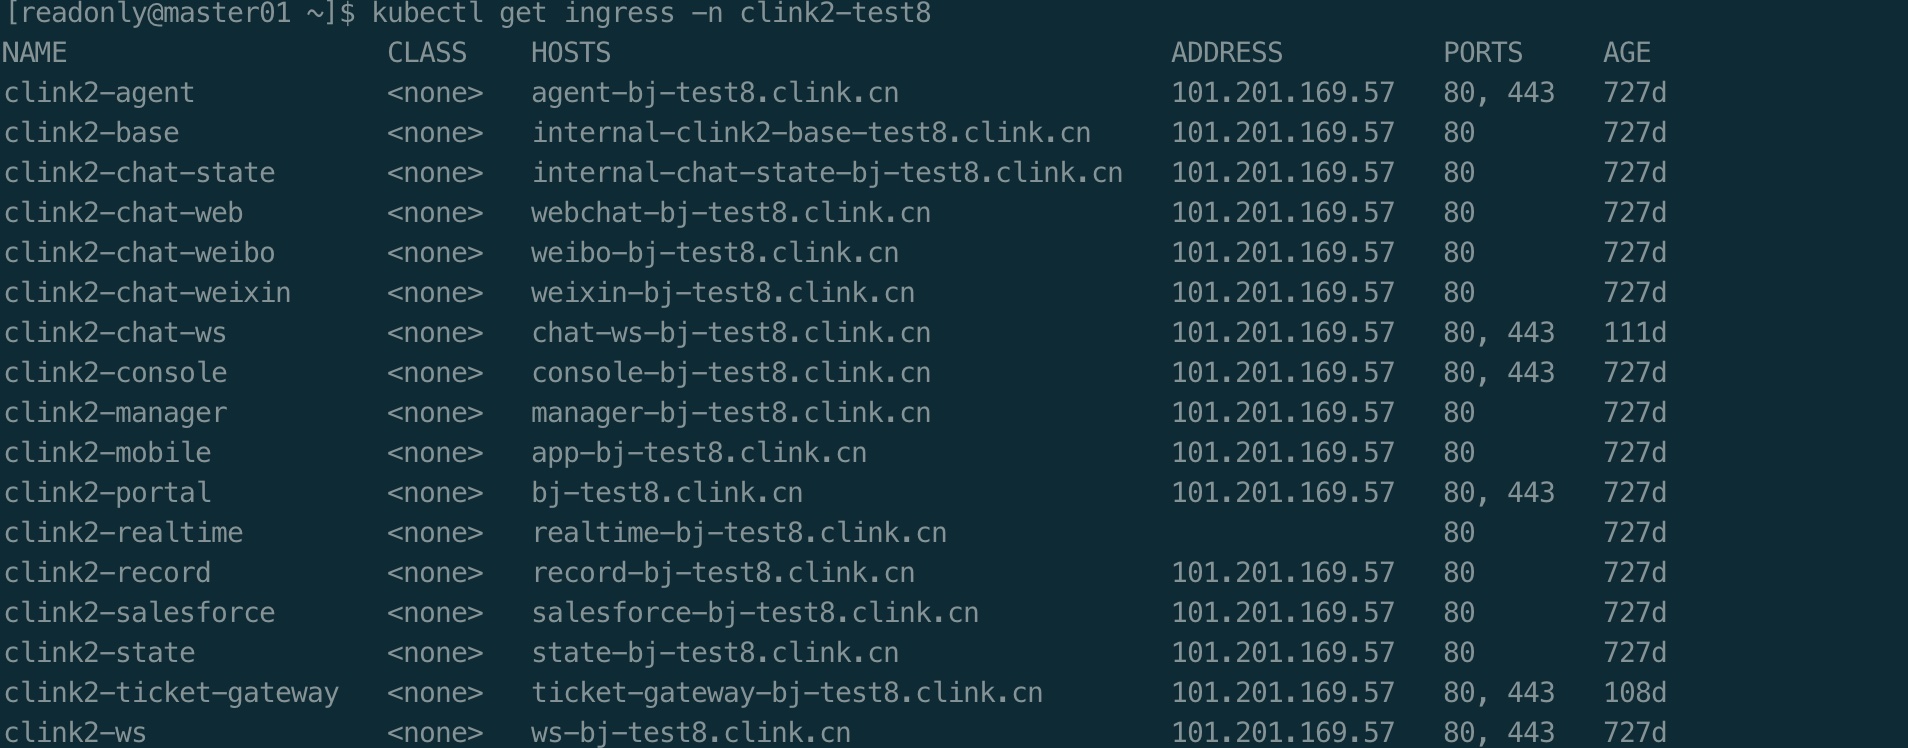 [readonly@master01 ~]$ kubectl get ingress -n clink2-test8
NAME CLASS HOSTS ADDRESS PORTS AGE
clink2-agent <none> agent-bj-test8.clink.cn 101.201.169.57 80, 443 727d
clink2-base <none> internal-clink2-base-test8.clink.cn 101.201.169.57 80 727d
clink2-chat-state <none> internal-chat-state-bj-test8.clink.cn 101.201.169.57 80 727d
clink2-chat-web <none> webchat-bj-test8.clink.cn 101.201.169.57 80 727d
clink2-chat-weibo <none> weibo-bj-test8.clink.cn 101.201.169.57 80 727d
clink2-chat-weixin <none> weixin-bj-test8.clink.cn 101.201.169.57 80 727d
clink2-chat-ws <none> chat-ws-bj-test8.clink.cn 101.201.169.57 80, 443 111d
clink2-console <none> console-bj-test8.clink.cn 101.201.169.57 80, 443 727d
clink2-manager <none> manager-bj-test8.clink.cn 101.201.169.57 80 727d
clink2-mobile <none> app-bj-test8.clink.cn 101.201.169.57 80 727d
clink2-portal <none> bj-test8.clink.cn 101.201.169.57 80, 443 727d
clink2-realtime <none> realtime-bj-test8.clink.cn 80 727d
clink2-record <none> record-bj-test8.clink.cn 101.201.169.57 80 727d
clink2-salesforce <none> salesforce-bj-test8.clink.cn 101.201.169.57 80 727d
clink2-state <none> state-bj-test8.clink.cn 101.201.169.57 80 727d
clink2-ticket-gateway <none> ticket-gateway-bj-test8.clink.cn 101.201.169.57 80, 443 108d
clink2-ws <none> ws-bj-test8.clink.cn 101.201.169.57 80, 443 727d